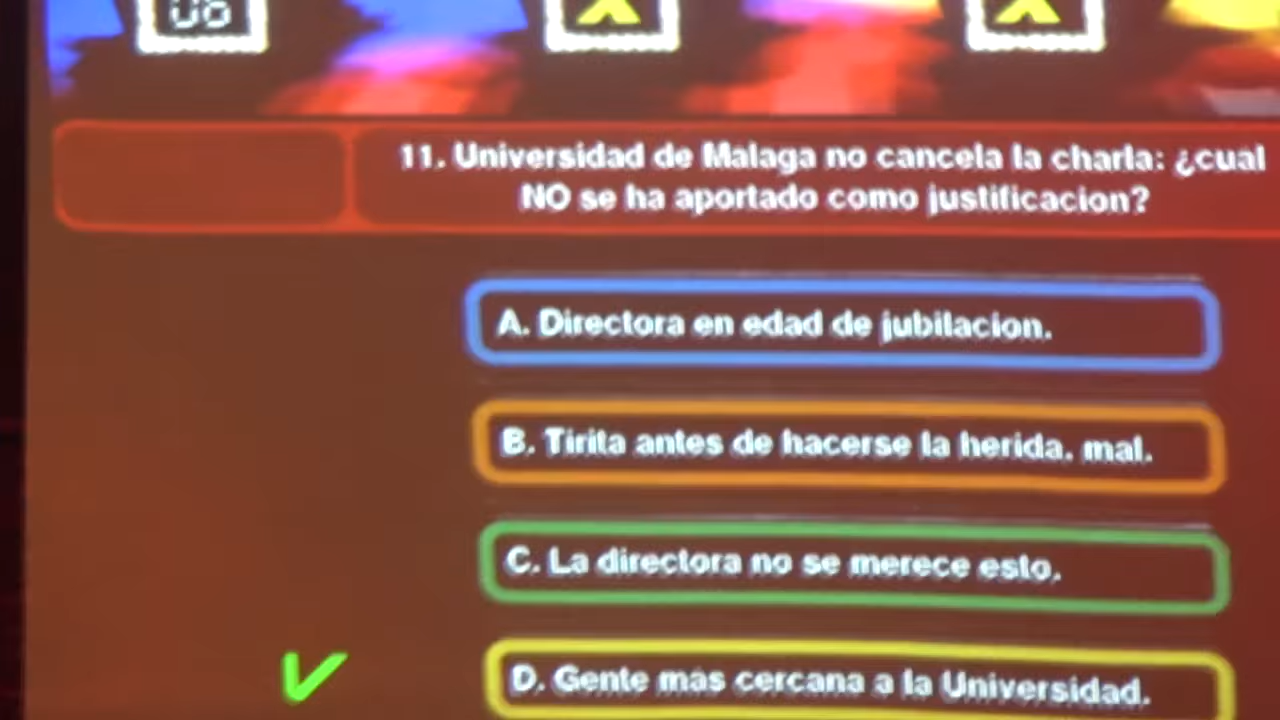 06
X
X
11. Universidad de Malaga no cancela la charla: ¿cual
NO se ha aportado como justificacion?
A. Directora en edad de jubilacion.
B. Tirita antes de hacerse la herida. mal.
C. La directora no se merece esto.
D. Gente mas cercana a la Universidad.